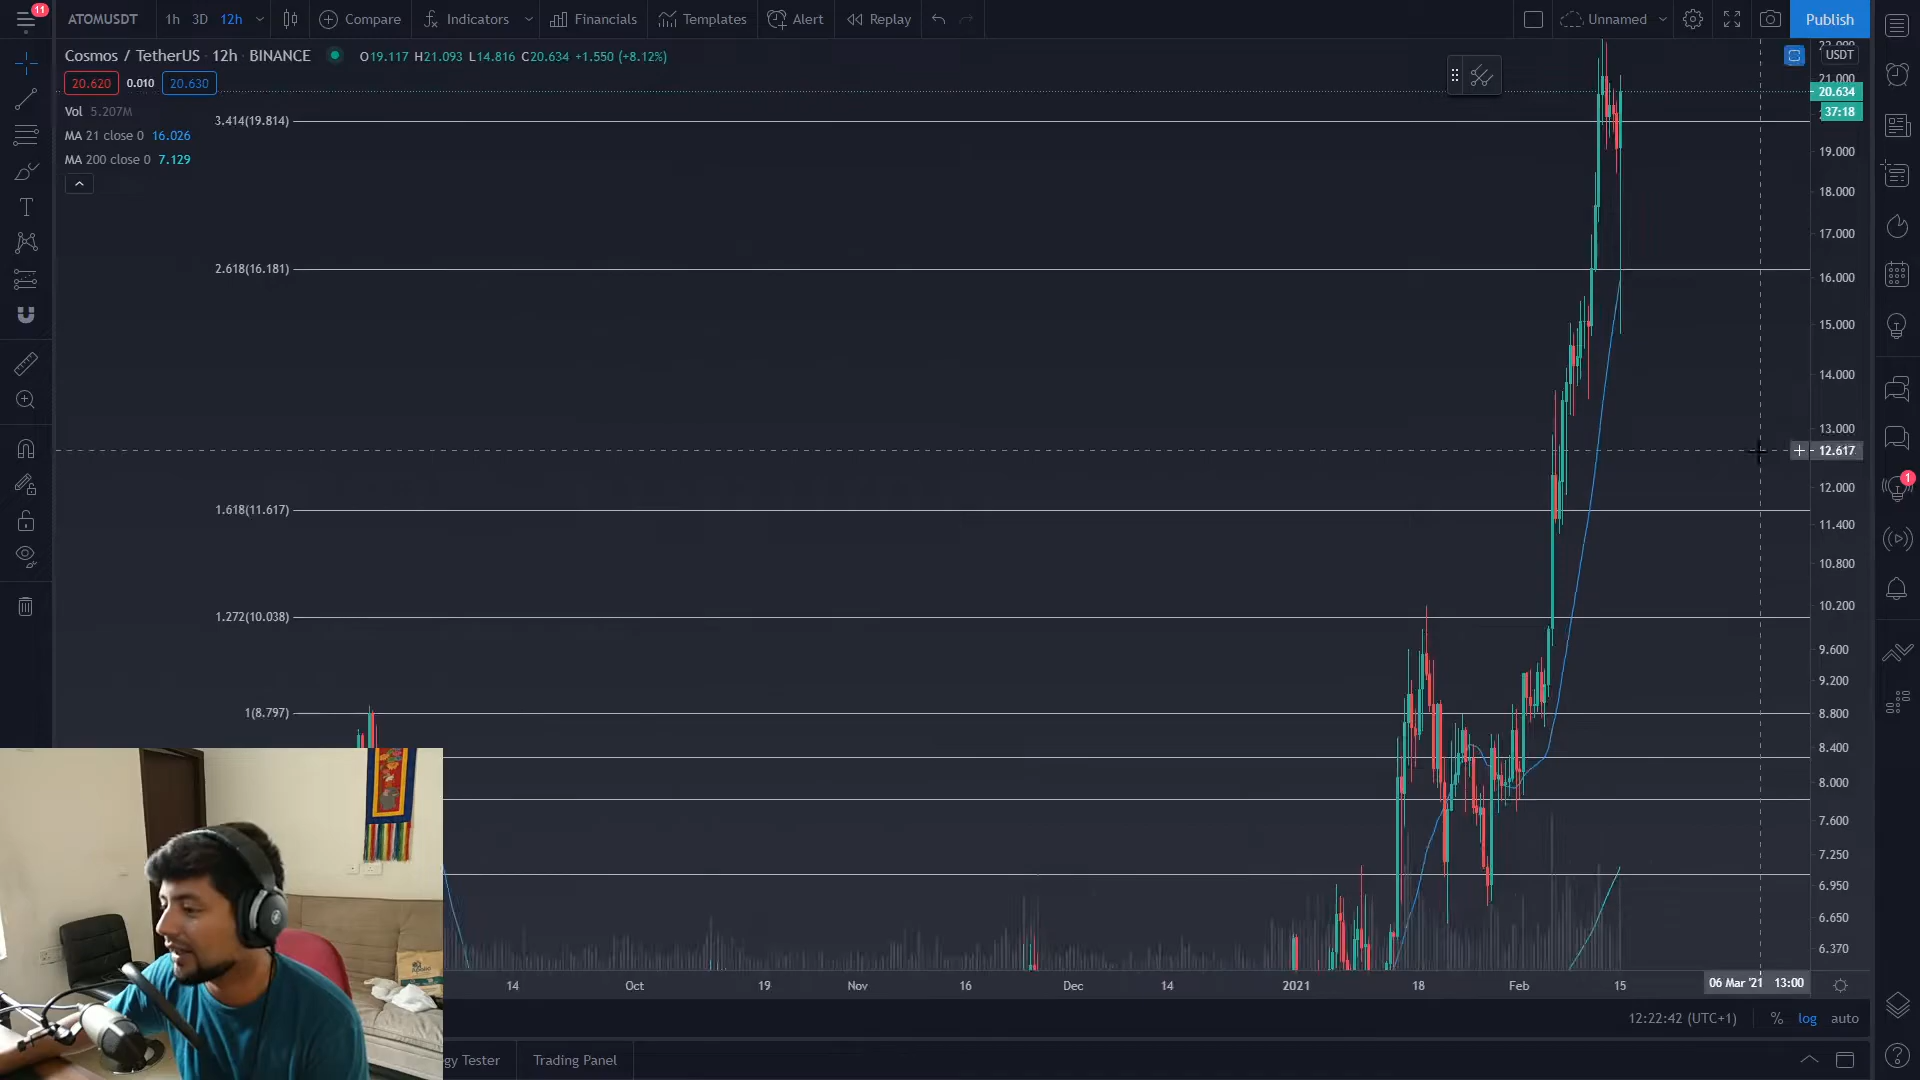 11
ATOMUSDT
1h 3D 12h
Compare
Indicators
Financials
Templates
Alert
Replay
Unnamed
Publish
Cosmos / TetherUS · 12h · BINANCE
O19.117 H21.093 L14.816 C20.634 +1.550 (+8.12%)
USDT
20.620 0.010 20.630
Vol 5.207M
MA 21 close 0 16.026
MA 200 close 0 7.129
3.414(19.814)
2.618(16.181)
1.618(11.617)
1.272(10.038)
1(8.797)
22.000
21.000
20.634
37:18
19.000
18.000
17.000
16.000
15.000
14.000
13.000
12.617
12.000
11.400
10.800
10.200
9.600
9.200
8.800
8.400
8.000
7.600
7.250
6.950
6.650
6.370
1
14 Oct 19 Nov 16 Dec 14 2021 18 Feb 15
06 Mar '21 13:00
12:22:42 (UTC+1) % log auto
gy Tester
Trading Panel